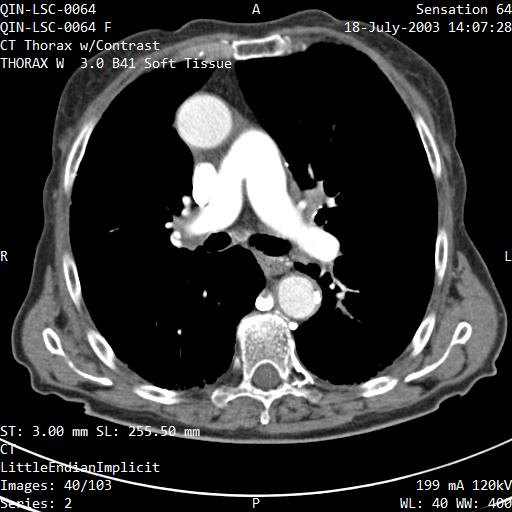 QIN-LSC-0064
A
Sensation 64
QIN-LSC-0064 F
18-July-2003 14:07:28
CT Thorax w/Contrast
THORAX W  3.0 B41 Soft Tissue
R
L
ST: 3.00 mm SL: 255.50 mm
CT
LittleEndianImplicit
Images: 40/103
199 mA 120kV
Series: 2
P
WL: 40 WW: 400